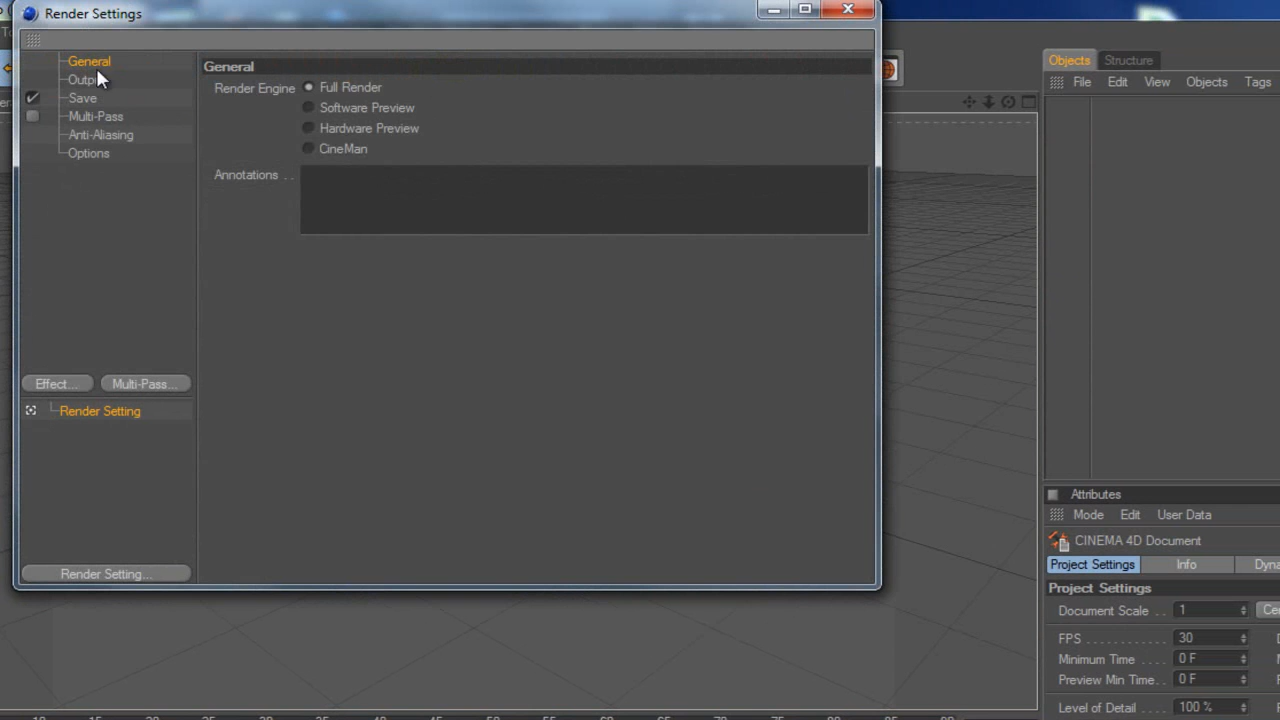 Render Settings
General
Output
Save
Multi-Pass
Anti-Aliasing
Options
Effect...
Multi-Pass...
Render Setting
Render Setting...
General
Render Engine
Full Render
Software Preview
Hardware Preview
CineMan
Annotations . .
Objects
Structure
File Edit View Objects Tags
Attributes
Mode Edit User Data
CINEMA 4D Document
Project Settings
Info
Project Settings
Document Scale . . 1
FPS . . . . . . . . . . . 30
Minimum Time . . . . 0 F
Preview Min Time. . 0 F
Level of Detail . . . . 100 %